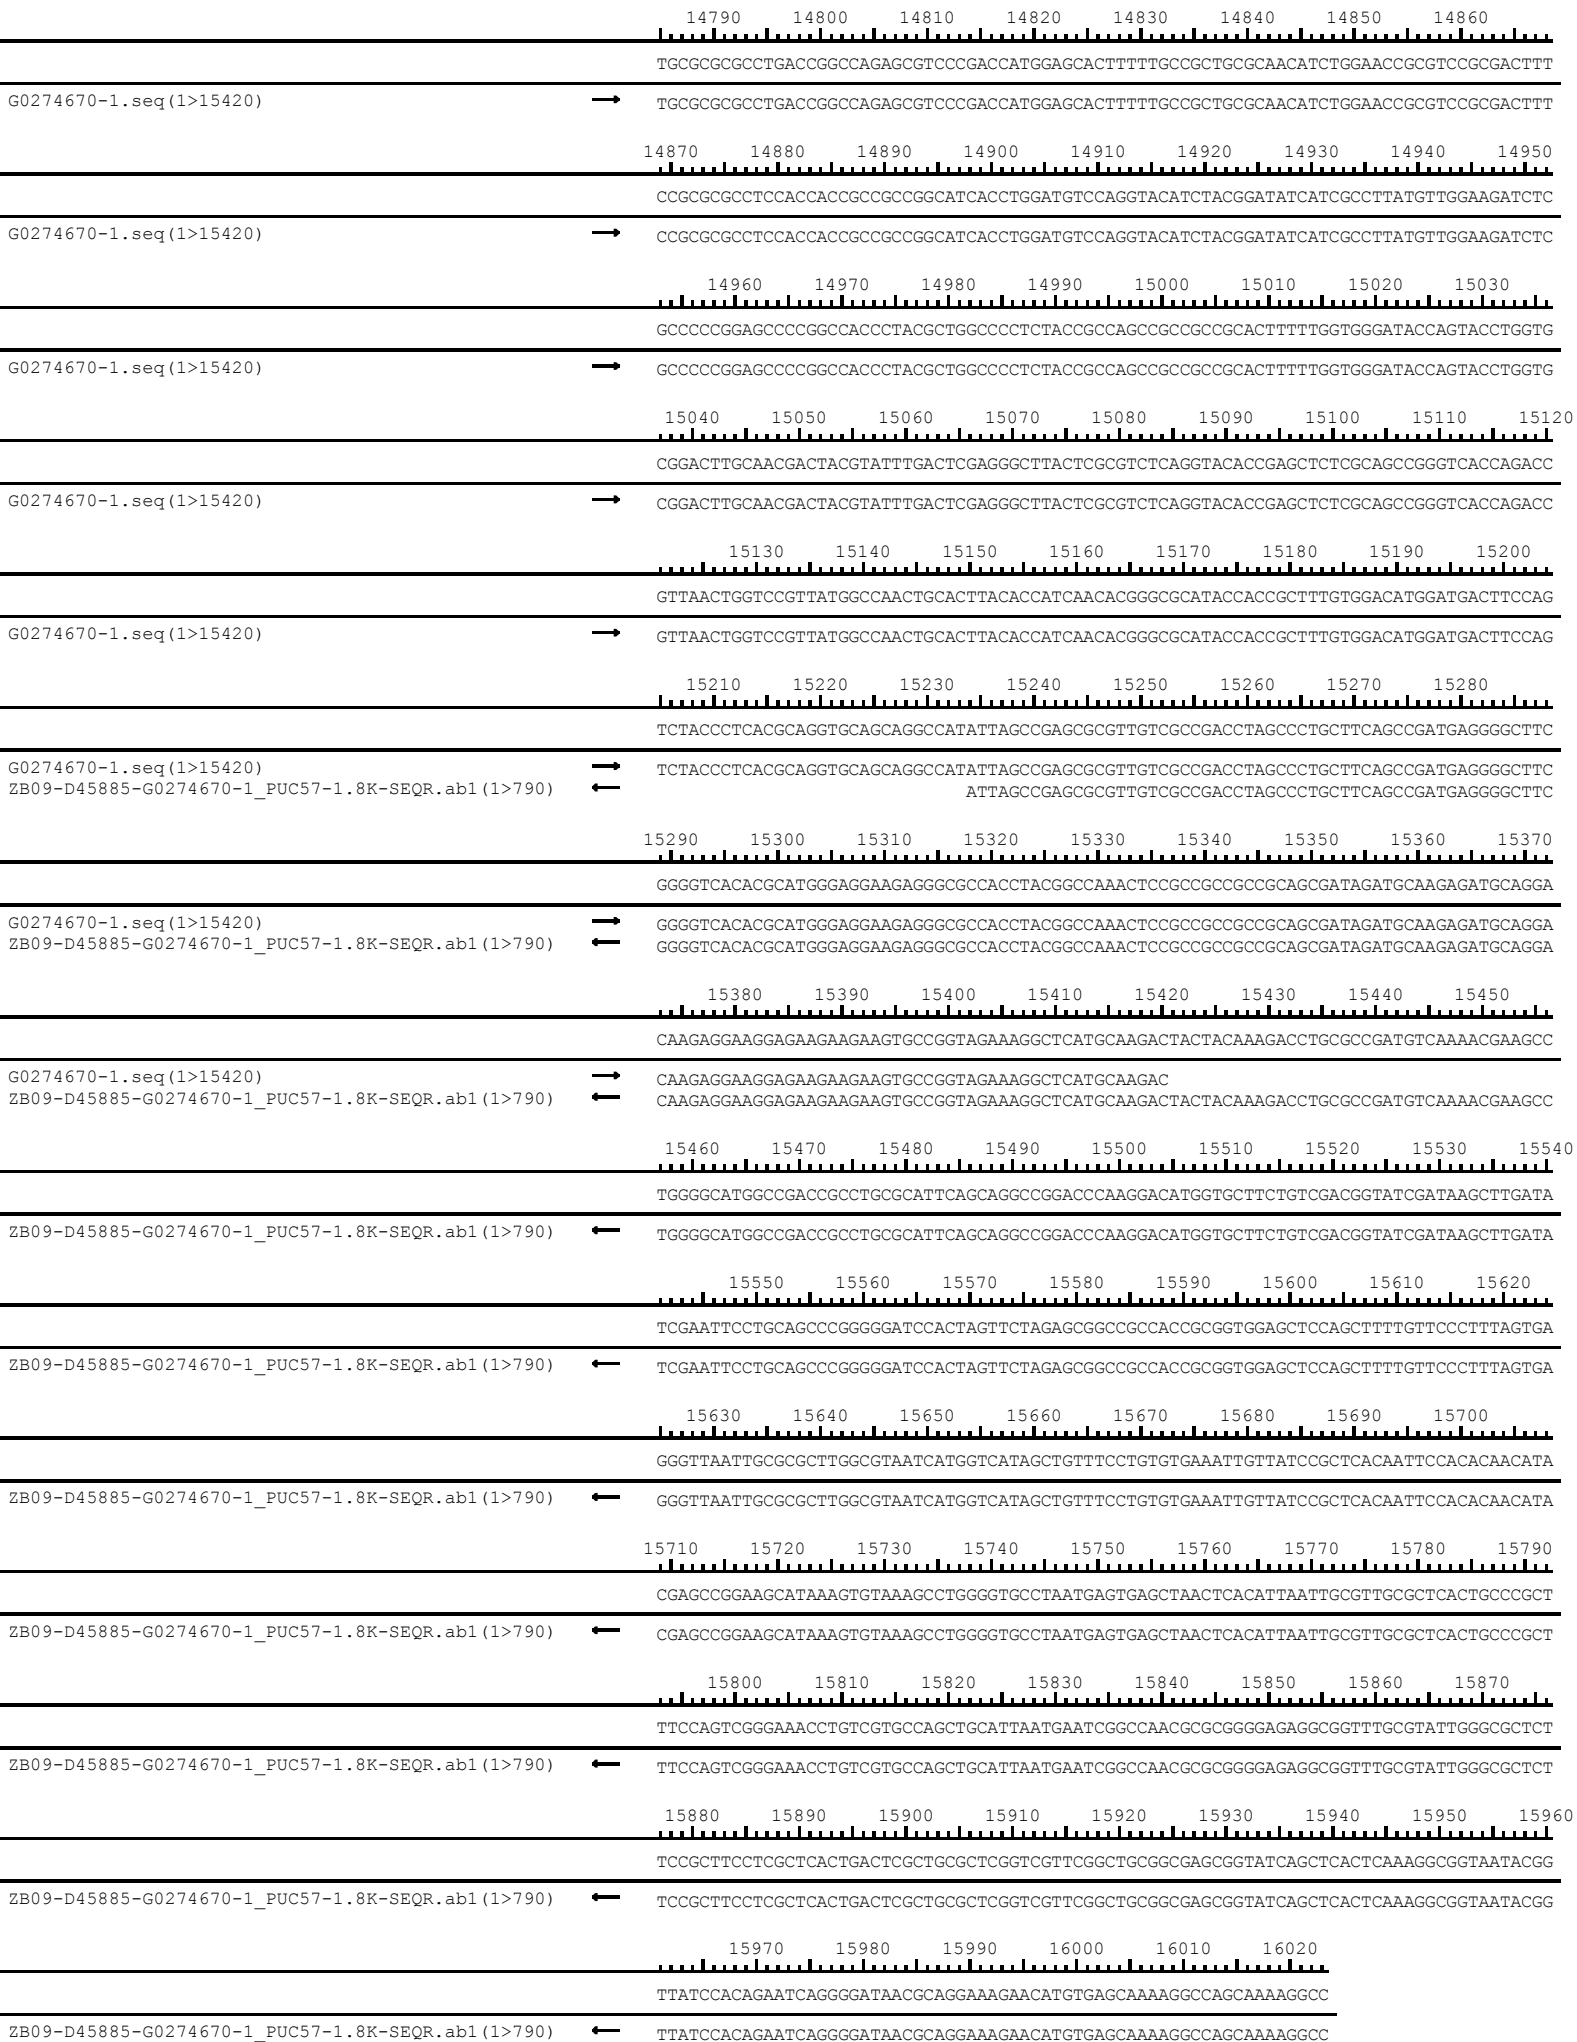 14790 14800 14810 14820 14830 14840 14850 14860
TGCGCGCGCCTGACCGGCCAGAGCGTCCCGACCATGGAGCACTTTTTGCCGCTGCGCAACATCTGGAACCGCGTCCGCGACTTT
G0274670-1.seq(1>15420) → TGCGCGCGCCTGACCGGCCAGAGCGTCCCGACCATGGAGCACTTTTTGCCGCTGCGCAACATCTGGAACCGCGTCCGCGACTTT
14870 14880 14890 14900 14910 14920 14930 14940 14950
CCGCGCGCCTCCACCACCGCCGCCGGCATCACCTGGATGTCCAGGTACATCTACGGATATCATCGCCTTATGTTGGAAGATCTC
G0274670-1.seq(1>15420) → CCGCGCGCCTCCACCACCGCCGCCGGCATCACCTGGATGTCCAGGTACATCTACGGATATCATCGCCTTATGTTGGAAGATCTC
14960 14970 14980 14990 15000 15010 15020 15030
GCCCCCGGAGCCCCGGCCACCCTACGCTGGCCCCTCTACCGCCAGCCGCCGCCGCACTTTTTGGTGGGATACCAGTACCTGGTG
G0274670-1.seq(1>15420) → GCCCCCGGAGCCCCGGCCACCCTACGCTGGCCCCTCTACCGCCAGCCGCCGCCGCACTTTTTGGTGGGATACCAGTACCTGGTG
15040 15050 15060 15070 15080 15090 15100 15110 15120
CGGACTTGCAACGACTACGTATTTGACTCGAGGGCTTACTCGCGTCTCAGGTACACCGAGCTCTCGCAGCCGGGTCACCAGACC
G0274670-1.seq(1>15420) → CGGACTTGCAACGACTACGTATTTGACTCGAGGGCTTACTCGCGTCTCAGGTACACCGAGCTCTCGCAGCCGGGTCACCAGACC
15130 15140 15150 15160 15170 15180 15190 15200
GTTAACTGGTCCGTTATGGCCAACTGCACTTACACCATCAACACGGGCGCATACCACCGCTTTGTGGACATGGATGACTTCCAG
G0274670-1.seq(1>15420) → GTTAACTGGTCCGTTATGGCCAACTGCACTTACACCATCAACACGGGCGCATACCACCGCTTTGTGGACATGGATGACTTCCAG
15210 15220 15230 15240 15250 15260 15270 15280
TCTACCCTCACGCAGGTGCAGCAGGCCATATTAGCCGAGCGCGTTGTCGCCGACCTAGCCCTGCTTCAGCCGATGAGGGGCTTC
G0274670-1.seq(1>15420) → TCTACCCTCACGCAGGTGCAGCAGGCCATATTAGCCGAGCGCGTTGTCGCCGACCTAGCCCTGCTTCAGCCGATGAGGGGCTTC
ZB09-D45885-G0274670-1_PUC57-1.8K-SEQR.ab1(1>790) ← ATTAGCCGAGCGCGTTGTCGCCGACCTAGCCCTGCTTCAGCCGATGAGGGGCTTC
15290 15300 15310 15320 15330 15340 15350 15360 15370
GGGGTCACACGCATGGGAGGAAGAGGGCGCCACCTACGGCCAAACTCCGCCGCCGCCGCAGCGATAGATGCAAGAGATGCAGGA
G0274670-1.seq(1>15420) → GGGGTCACACGCATGGGAGGAAGAGGGCGCCACCTACGGCCAAACTCCGCCGCCGCCGCAGCGATAGATGCAAGAGATGCAGGA
ZB09-D45885-G0274670-1_PUC57-1.8K-SEQR.ab1(1>790) ← GGGGTCACACGCATGGGAGGAAGAGGGCGCCACCTACGGCCAAACTCCGCCGCCGCCGCAGCGATAGATGCAAGAGATGCAGGA
15380 15390 15400 15410 15420 15430 15440 15450
CAAGAGGAAGGAGAAGAAGAAGTGCCGGTAGAAAGGCTCATGCAAGACTACTACAAAGACCTGCGCCGATGTCAAAACGAAGCC
G0274670-1.seq(1>15420) → CAAGAGGAAGGAGAAGAAGAAGTGCCGGTAGAAAGGCTCATGCAAGAC
ZB09-D45885-G0274670-1_PUC57-1.8K-SEQR.ab1(1>790) ← CAAGAGGAAGGAGAAGAAGAAGTGCCGGTAGAAAGGCTCATGCAAGACTACTACAAAGACCTGCGCCGATGTCAAAACGAAGCC
15460 15470 15480 15490 15500 15510 15520 15530 15540
TGGGGCATGGCCGACCGCCTGCGCATTCAGCAGGCCGGACCCAAGGACATGGTGCTTCTGTCGACGGTATCGATAAGCTTGATA
ZB09-D45885-G0274670-1_PUC57-1.8K-SEQR.ab1(1>790) ← TGGGGCATGGCCGACCGCCTGCGCATTCAGCAGGCCGGACCCAAGGACATGGTGCTTCTGTCGACGGTATCGATAAGCTTGATA
15550 15560 15570 15580 15590 15600 15610 15620
TCGAATTCCTGCAGCCCGGGGGATCCACTAGTTCTAGAGCGGCCGCCACCGCGGTGGAGCTCCAGCTTTTGTTCCCTTTAGTGA
ZB09-D45885-G0274670-1_PUC57-1.8K-SEQR.ab1(1>790) ← TCGAATTCCTGCAGCCCGGGGGATCCACTAGTTCTAGAGCGGCCGCCACCGCGGTGGAGCTCCAGCTTTTGTTCCCTTTAGTGA
15630 15640 15650 15660 15670 15680 15690 15700
GGGTTAATTGCGCGCTTGGCGTAATCATGGTCATAGCTGTTTCCTGTGTGAAATTGTTATCCGCTCACAATTCCACACAACATA
ZB09-D45885-G0274670-1_PUC57-1.8K-SEQR.ab1(1>790) ← GGGTTAATTGCGCGCTTGGCGTAATCATGGTCATAGCTGTTTCCTGTGTGAAATTGTTATCCGCTCACAATTCCACACAACATA
15710 15720 15730 15740 15750 15760 15770 15780 15790
CGAGCCGGAAGCATAAAGTGTAAAGCCTGGGGTGCCTAATGAGTGAGCTAACTCACATTAATTGCGTTGCGCTCACTGCCCGCT
ZB09-D45885-G0274670-1_PUC57-1.8K-SEQR.ab1(1>790) ← CGAGCCGGAAGCATAAAGTGTAAAGCCTGGGGTGCCTAATGAGTGAGCTAACTCACATTAATTGCGTTGCGCTCACTGCCCGCT
15800 15810 15820 15830 15840 15850 15860 15870
TTCCAGTCGGGAAACCTGTCGTGCCAGCTGCATTAATGAATCGGCCAACGCGCGGGGAGAGGCGGTTTGCGTATTGGGCGCTCT
ZB09-D45885-G0274670-1_PUC57-1.8K-SEQR.ab1(1>790) ← TTCCAGTCGGGAAACCTGTCGTGCCAGCTGCATTAATGAATCGGCCAACGCGCGGGGAGAGGCGGTTTGCGTATTGGGCGCTCT
15880 15890 15900 15910 15920 15930 15940 15950 15960
TCCGCTTCCTCGCTCACTGACTCGCTGCGCTCGGTCGTTCGGCTGCGGCGAGCGGTATCAGCTCACTCAAAGGCGGTAATACGG
ZB09-D45885-G0274670-1_PUC57-1.8K-SEQR.ab1(1>790) ← TCCGCTTCCTCGCTCACTGACTCGCTGCGCTCGGTCGTTCGGCTGCGGCGAGCGGTATCAGCTCACTCAAAGGCGGTAATACGG
15970 15980 15990 16000 16010 16020
TTATCCACAGAATCAGGGGATAACGCAGGAAAGAACATGTGAGCAAAAGGCCAGCAAAAGGCC
ZB09-D45885-G0274670-1_PUC57-1.8K-SEQR.ab1(1>790) ← TTATCCACAGAATCAGGGGATAACGCAGGAAAGAACATGTGAGCAAAAGGCCAGCAAAAGGCC